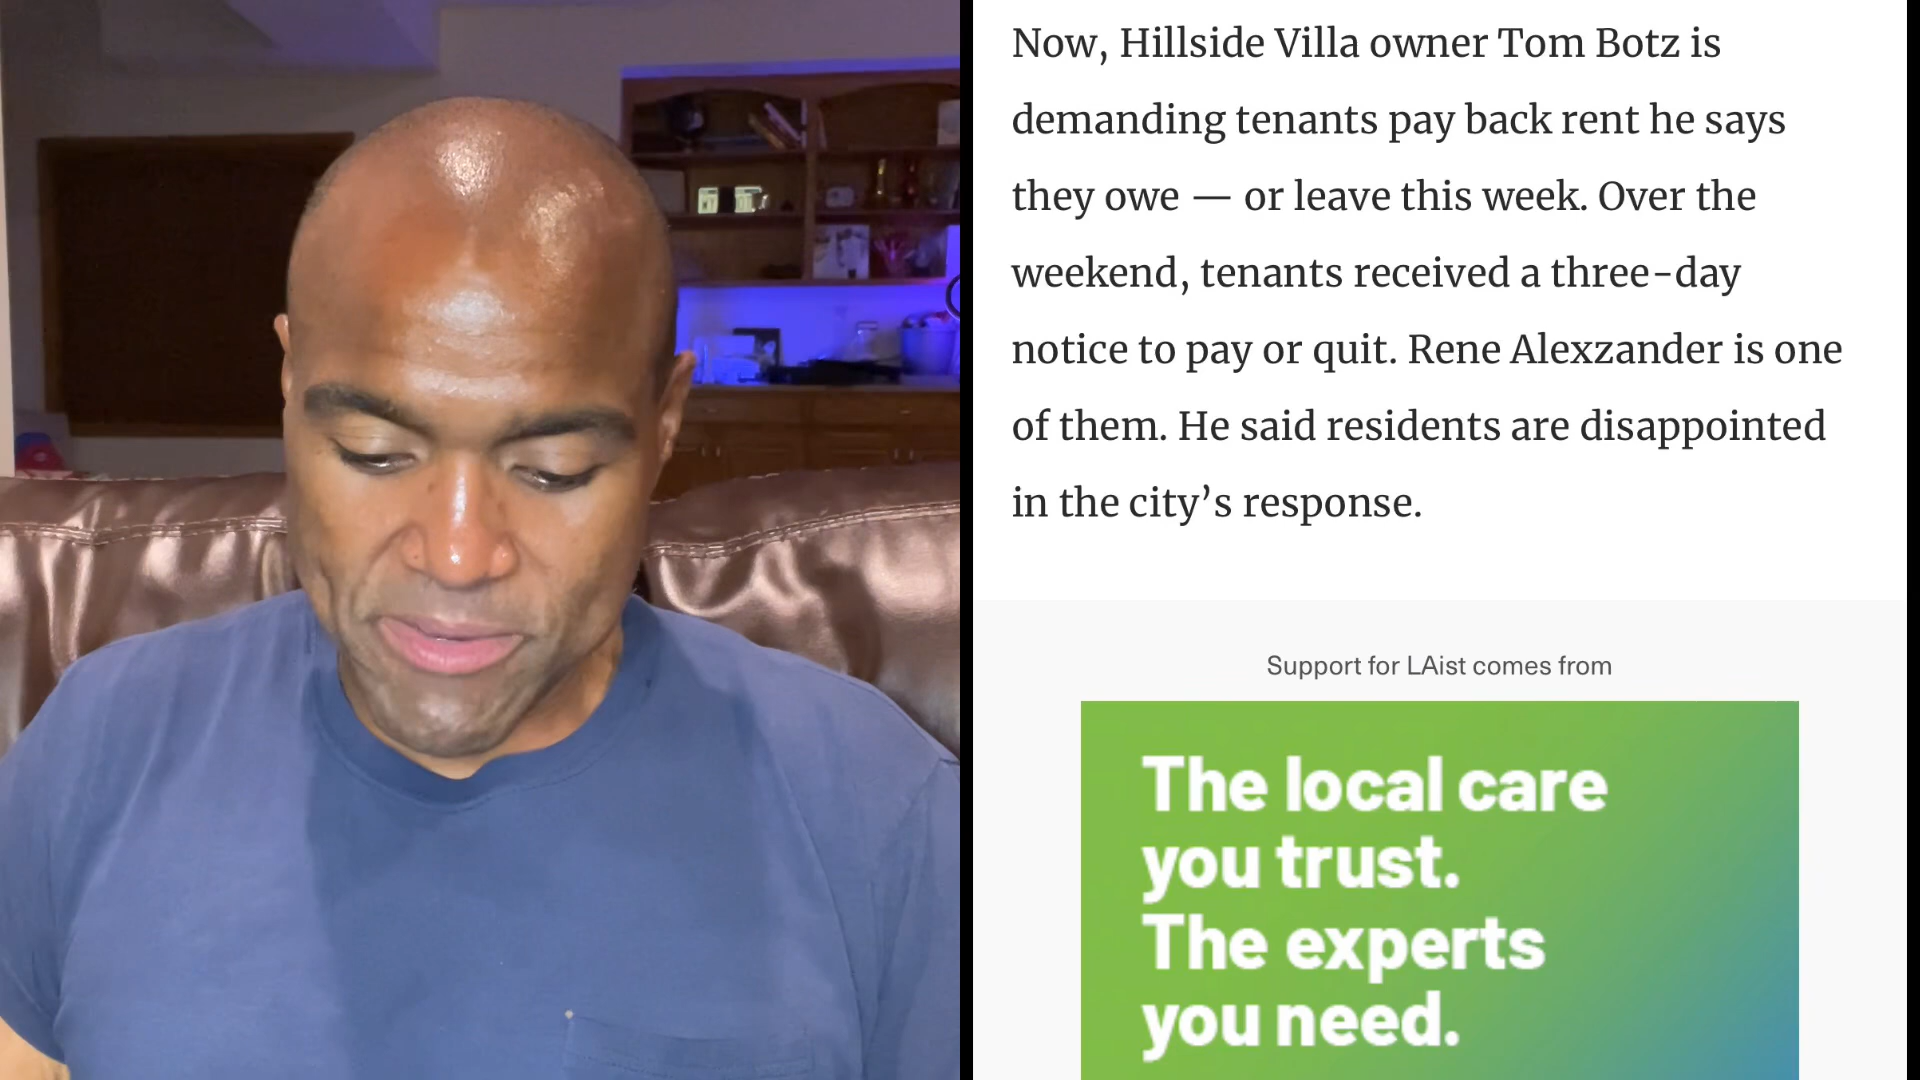 Now, Hillside Villa owner Tom Botz is
demanding tenants pay back rent he says
they owe — or leave this week. Over the
weekend, tenants received a three-day
notice to pay or quit. Rene Alexzander is one
of them. He said residents are disappointed
in the city’s response.
Support for LAist comes from
The local care
you trust.
The experts
you need.